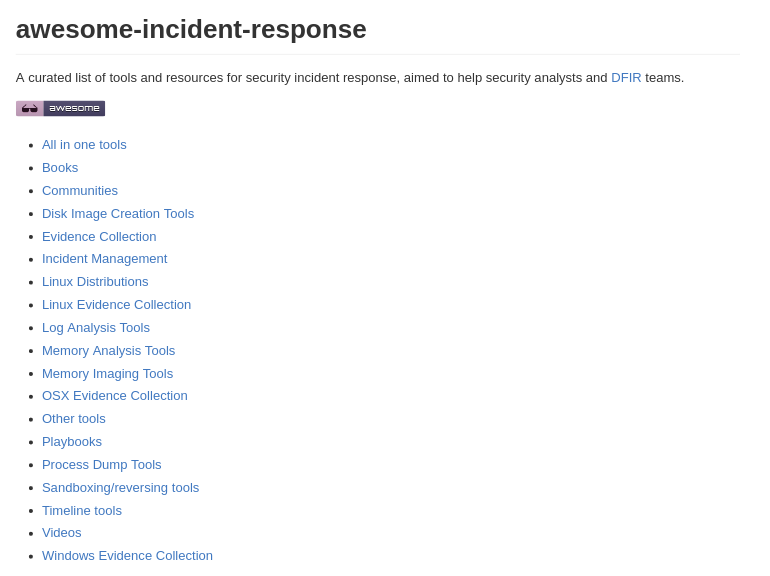 awesome-incident-response
A curated list of tools and resources for security incident response, aimed to help security analysts and DFIR teams.
awesome
All in one tools
Books
Communities
Disk Image Creation Tools
Evidence Collection
Incident Management
Linux Distributions
Linux Evidence Collection
Log Analysis Tools
Memory Analysis Tools
Memory Imaging Tools
OSX Evidence Collection
Other tools
Playbooks
Process Dump Tools
Sandboxing/reversing tools
Timeline tools
Videos
Windows Evidence Collection